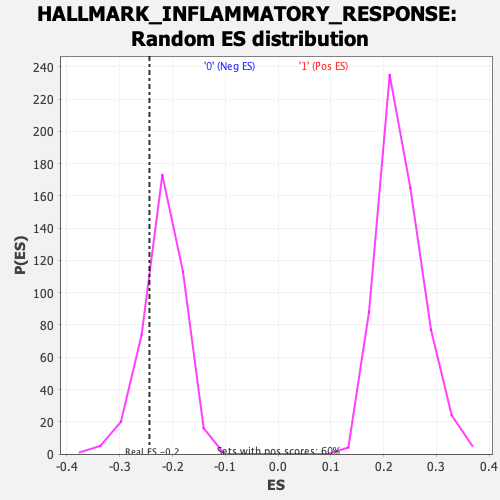 HALLMARK_INFLAMMATORY_RESPONSE:
Random ES distribution
'0' (Neg ES) '1' (Pos ES)
240
220
200
180
160
140
120
100
80
60
40
20
0
P(ES)
Real ES -0.2
Sets with pos scores: 60%
-0.4 -0.3 -0.2 -0.1 0.0 0.1 0.2 0.3 0.4
ES